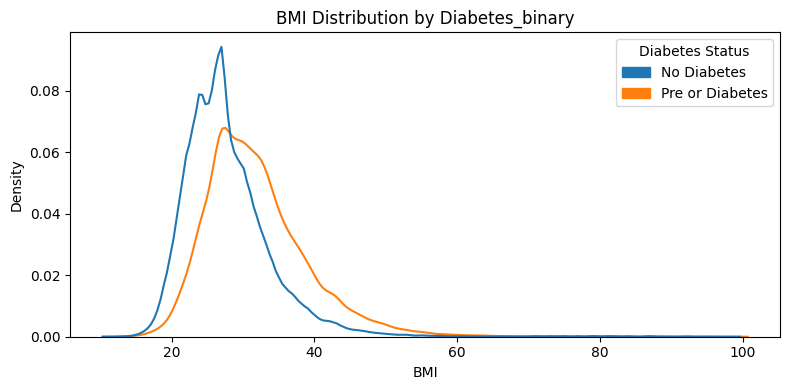 BMI Distribution by Diabetes_binary
Diabetes Status
No Diabetes
Pre or Diabetes
Density
0.08
0.06
0.04
0.02
0.00
20 40 60 80 100
BMI